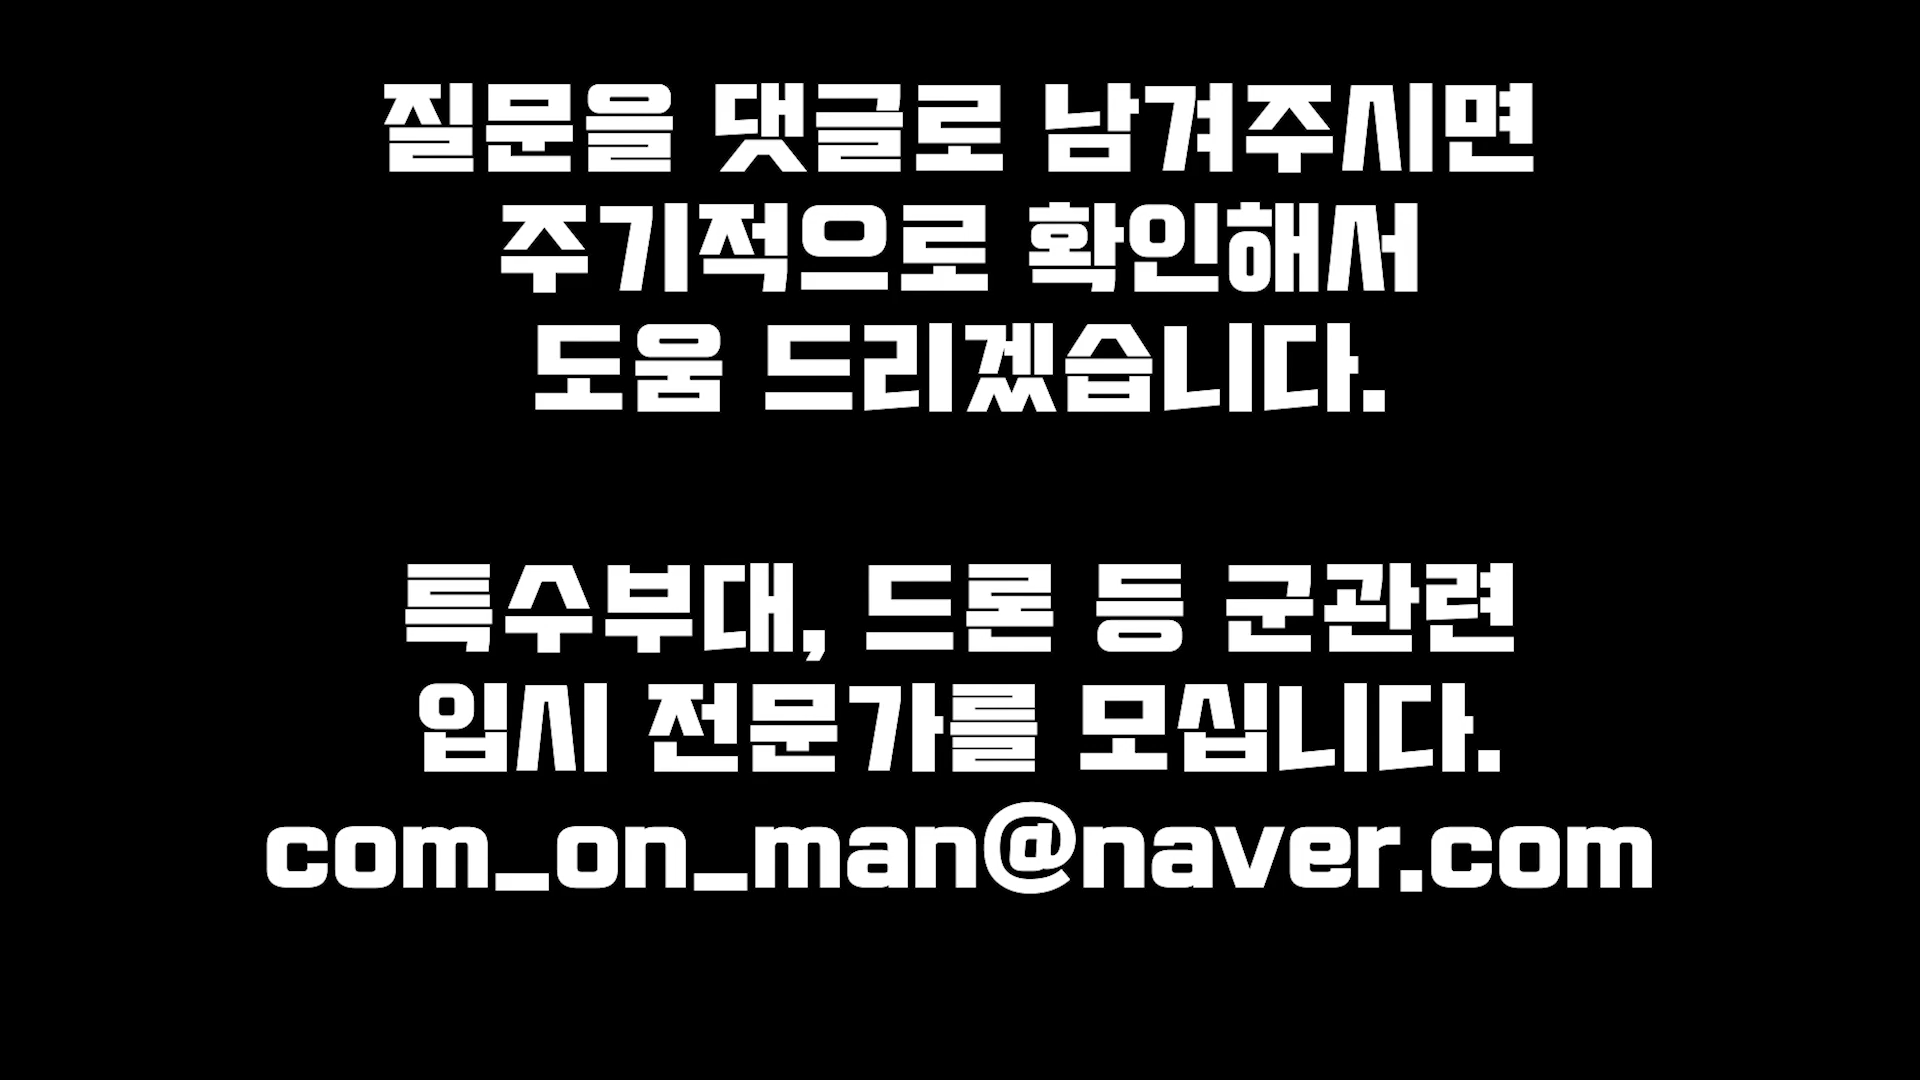 질문을 댓글로 남겨주시면
주기적으로 확인해서
도움 드리겠습니다.
특수부대, 드론 등 군관련
입시 전문가를 모십니다.
com_on_man@naver.com